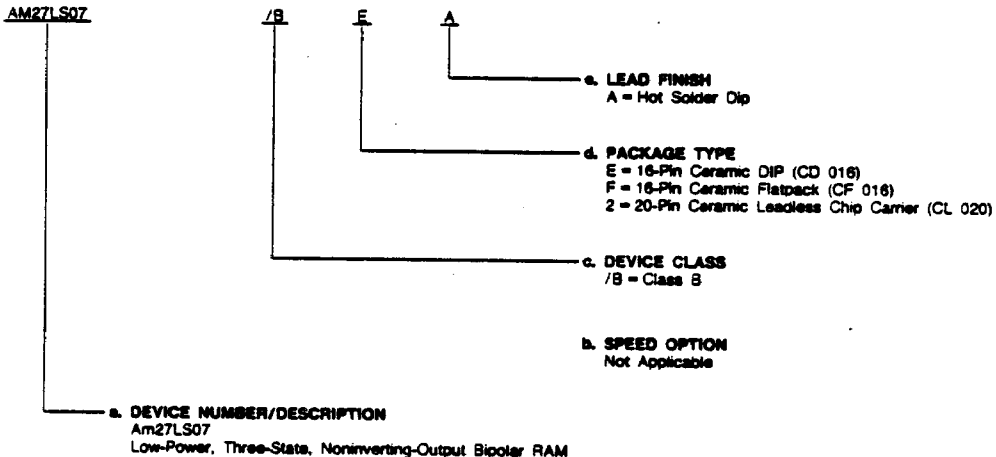 AM27LS07 /B E A
e. LEAD FINISH
A = Hot Solder Dip
d. PACKAGE TYPE
E = 16-Pin Ceramic DIP (CD 016)
F = 16-Pin Ceramic Flatpack (CF 016)
2 = 20-Pin Ceramic Leadless Chip Carrier (CL 020)
c. DEVICE CLASS
/B = Class B
b. SPEED OPTION
Not Applicable
a. DEVICE NUMBER/DESCRIPTION
Am27LS07
Low-Power, Three-State, Noninverting-Output Bipolar RAM